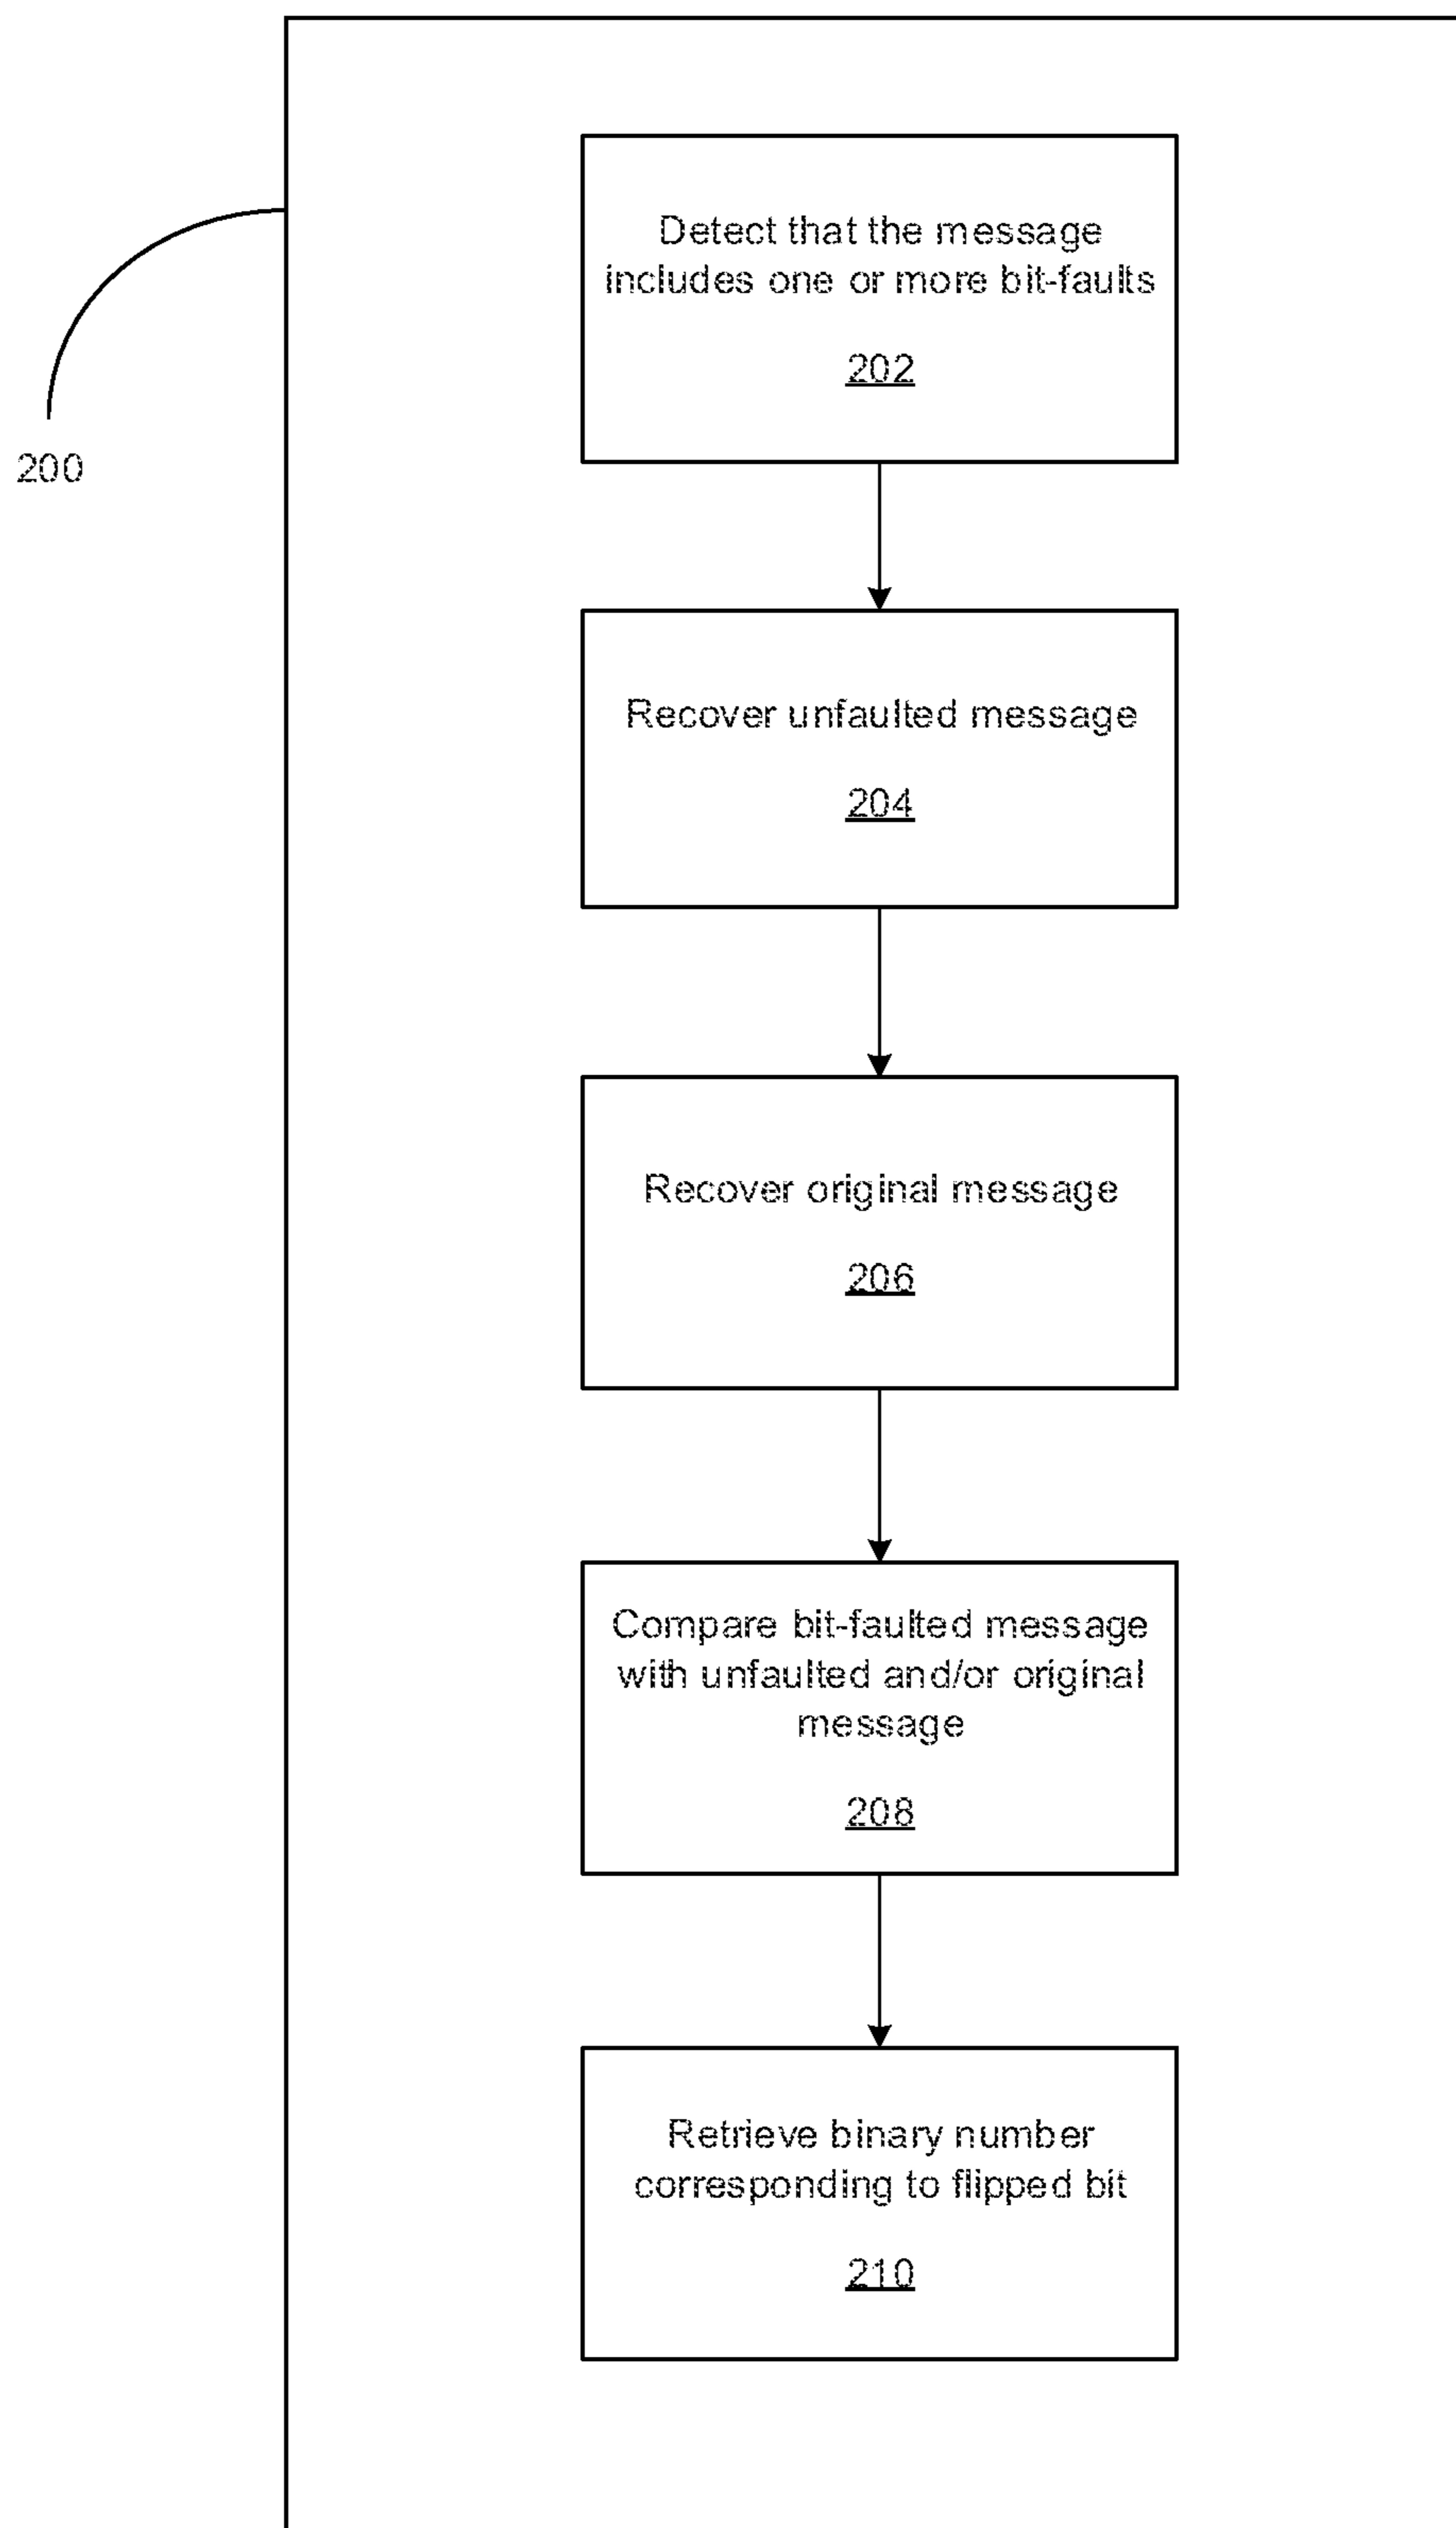 Detect that the message
includes one or more bit-faults
202
200
Recover unfaulted message
204
Recover original message
206
Compare bit-faulted message
with unfaulted and/or original
message
208
Retrieve binary number
corresponding to flipped bit
210